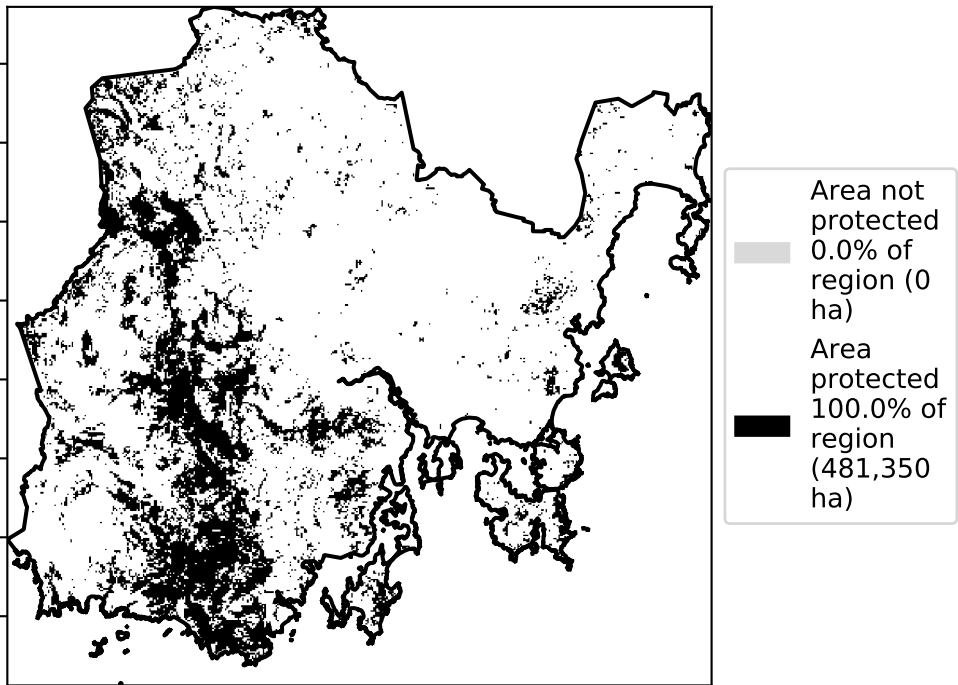 Area not
protected
0.0% of
region (0
ha)
Area
protected
100.0% of
region
(481,350
ha)